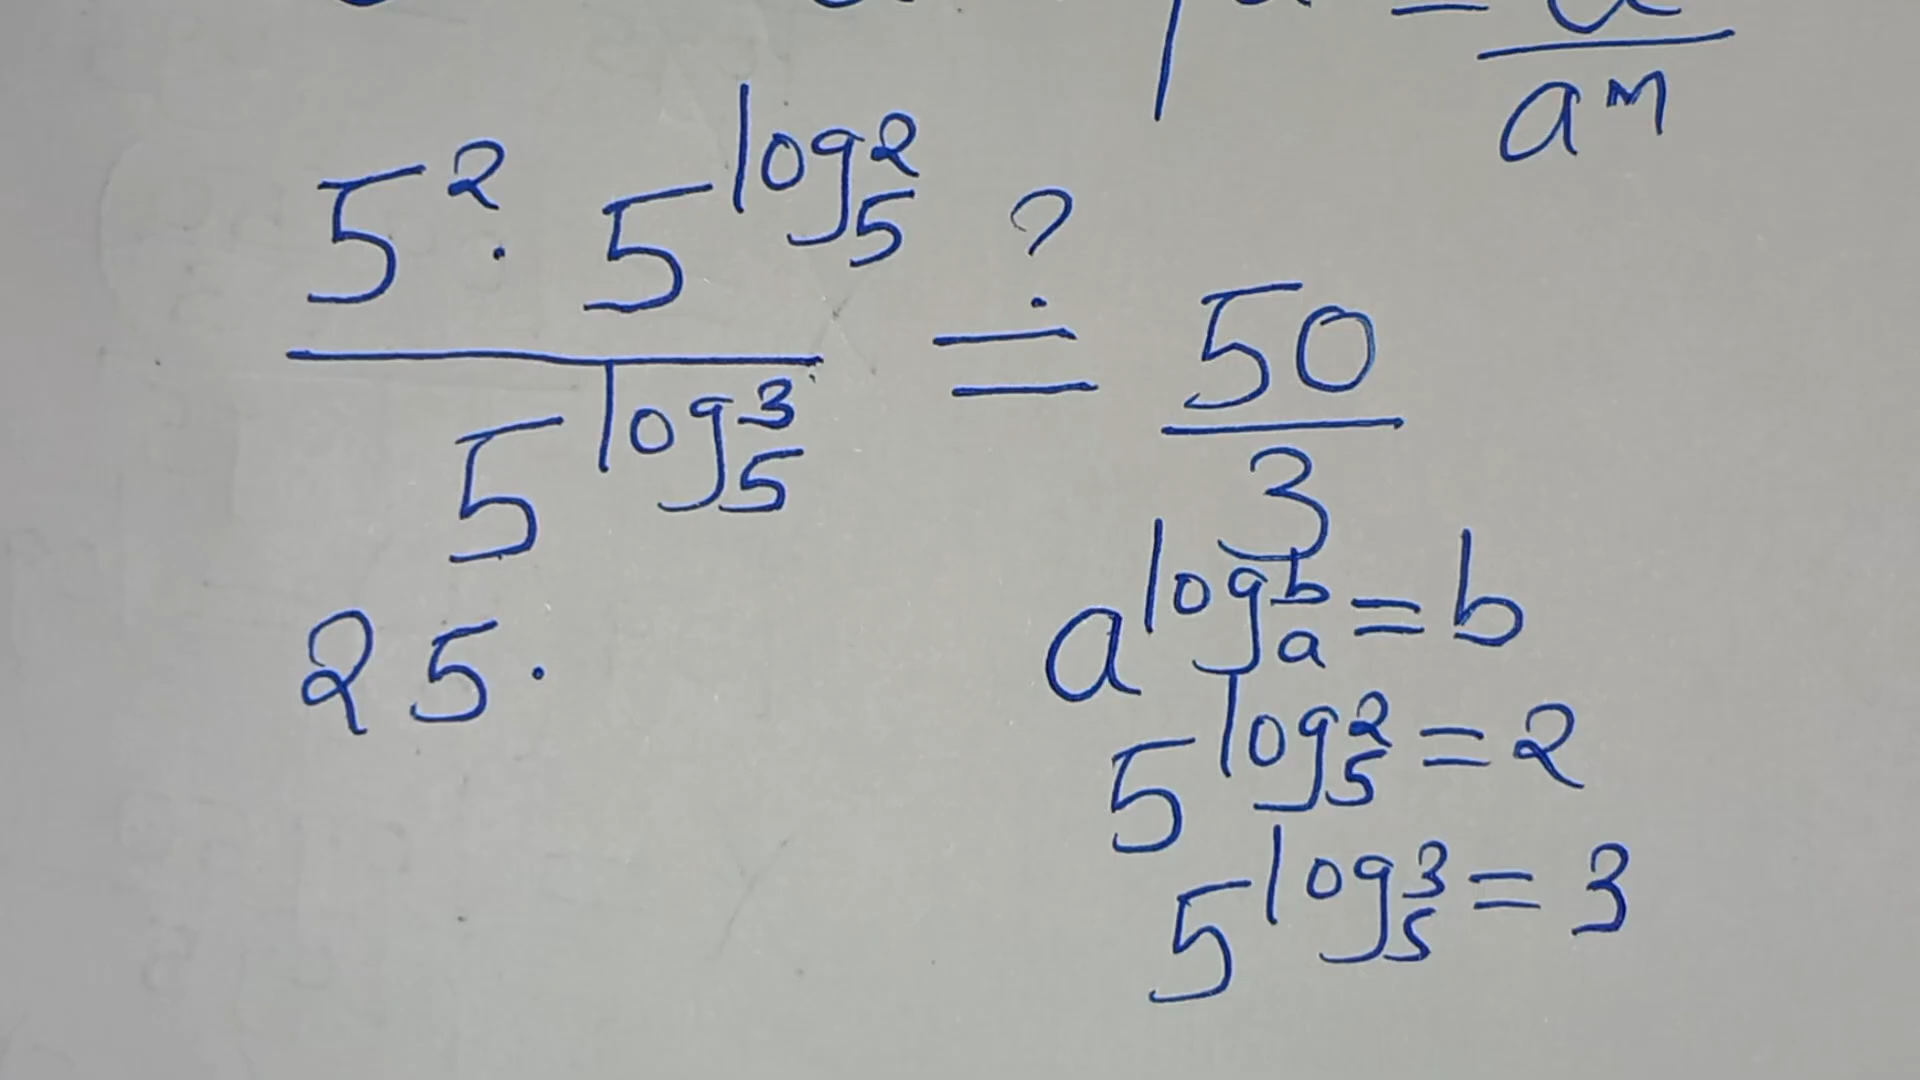 = a
a^m
5^2 · 5^{log_5^2}
/ 5^{log_5^3} =? 50/3
25·
a^{log_a^b} = b
5^{log_5^2} = 2
5^{log_5^3} = 3